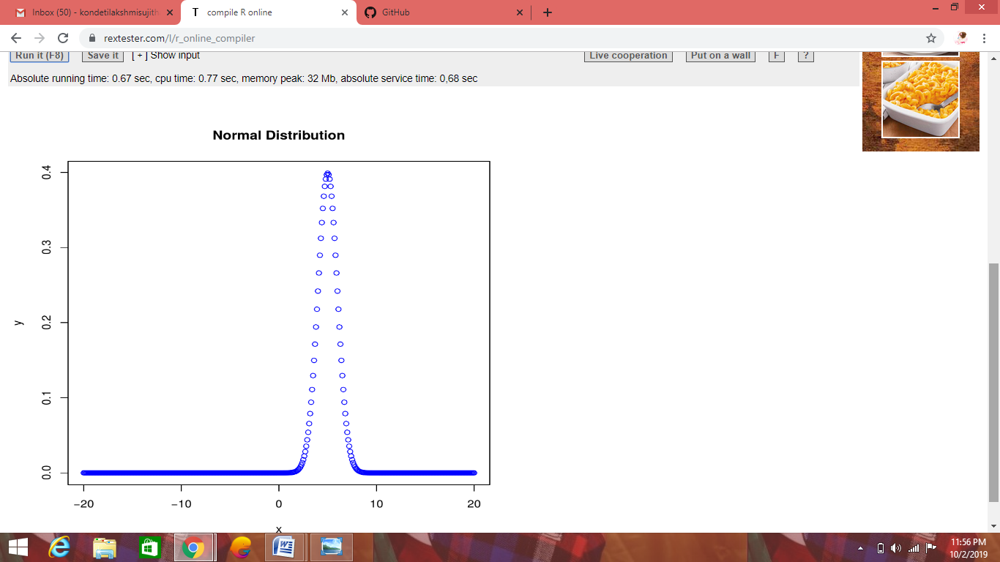 Inbox (50) - kondetilakshmisujith
compile R online
GitHub
rextester.com/l/r_online_compiler
Run it (F8) Save it [ + ] Show input Live cooperation Put on a wall F ?
Absolute running time: 0.67 sec, cpu time: 0.77 sec, memory peak: 32 Mb, absolute service time: 0,68 sec
Normal Distribution
0.4
0.3
0.2
0.1
0.0
y
−20 −10 0 10 20
x
11:56 PM
10/2/2019